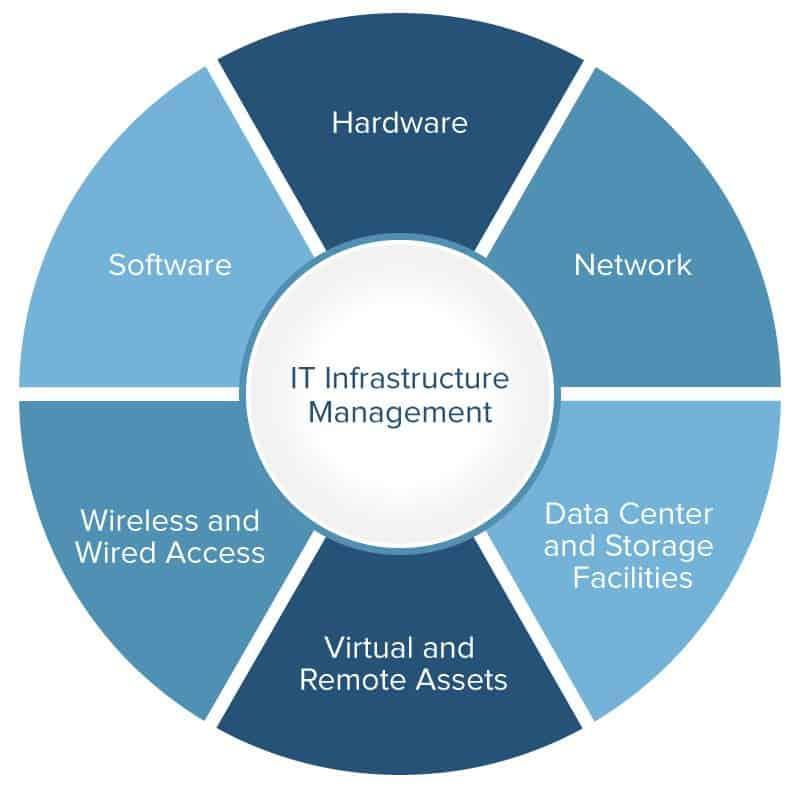 Hardware
Software
Network
IT Infrastructure
Management
Wireless and
Wired Access
Data Center
and Storage
Facilities
Virtual and
Remote Assets